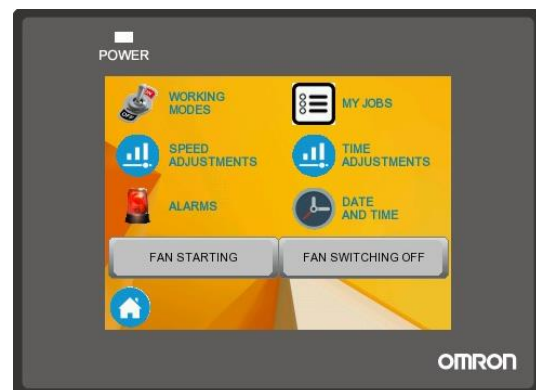 POWER
WORKING
MODES
MY JOBS
SPEED
ADJUSTMENTS
TIME
ADJUSTMENTS
ALARMS
DATE
AND TIME
FAN STARTING
FAN SWITCHING OFF
OMRON